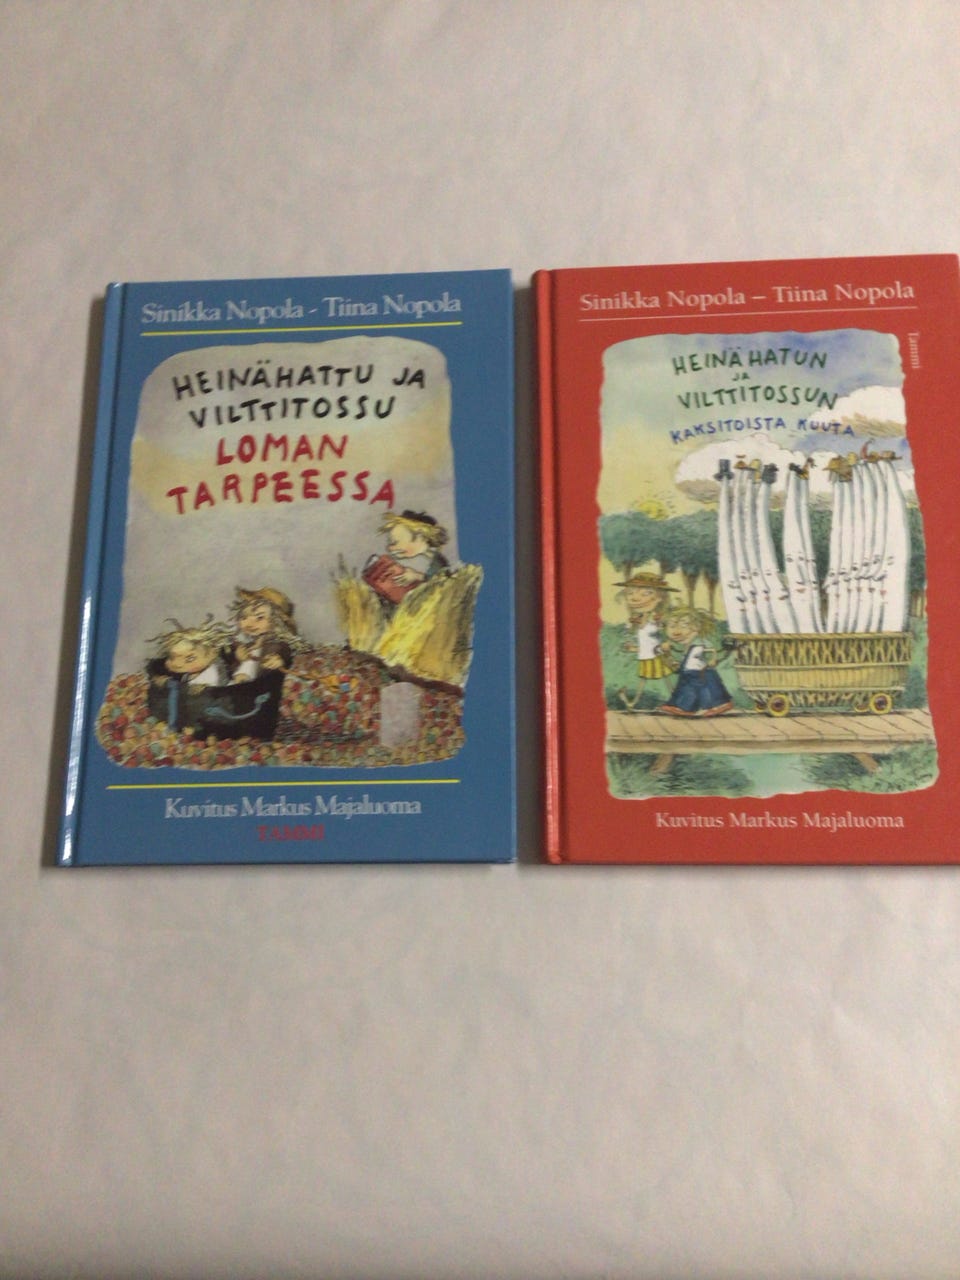 Sinikka Nopola - Tiina Nopola
HEINÄHATTU JA
VILTTITOSSU
LOMAN
TARPEESSA
Kuvitus Markus Majaluoma
TAMMI
Sinikka Nopola – Tiina Nopola
Tammi
HEINÄHATUN
JA
VILTTITOSSUN
KAKSITOISTA KUUTA
Kuvitus Markus Majaluoma